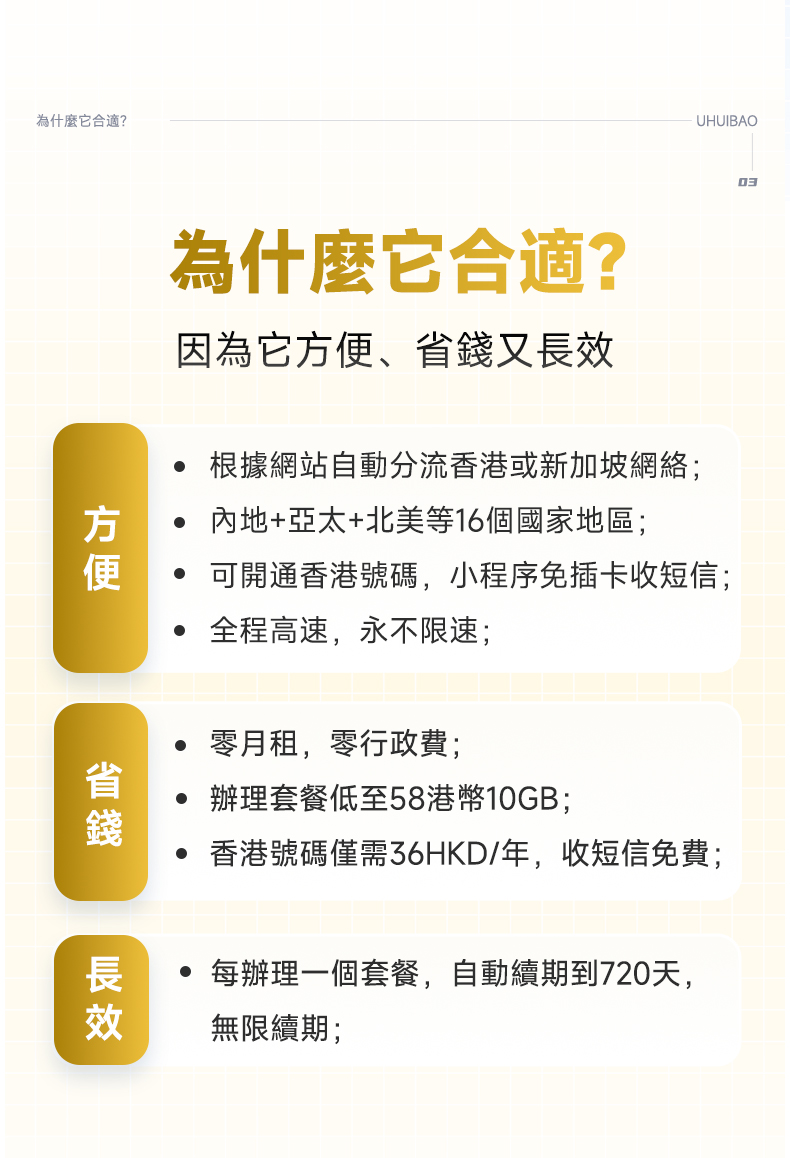 為什麼它合適?
UHUIBAO
03
為什麼它合適?
因為它方便、省錢又長效
方便
根據網站自動分流香港或新加坡網絡；
內地+亞太+北美等16個國家地區；
可開通香港號碼，小程序免插卡收短信；
全程高速，永不限速；
省錢
零月租，零行政費；
辦理套餐低至58港幣10GB；
香港號碼僅需36HKD/年，收短信免費；
長效
每辦理一個套餐，自動續期到720天，
無限續期；